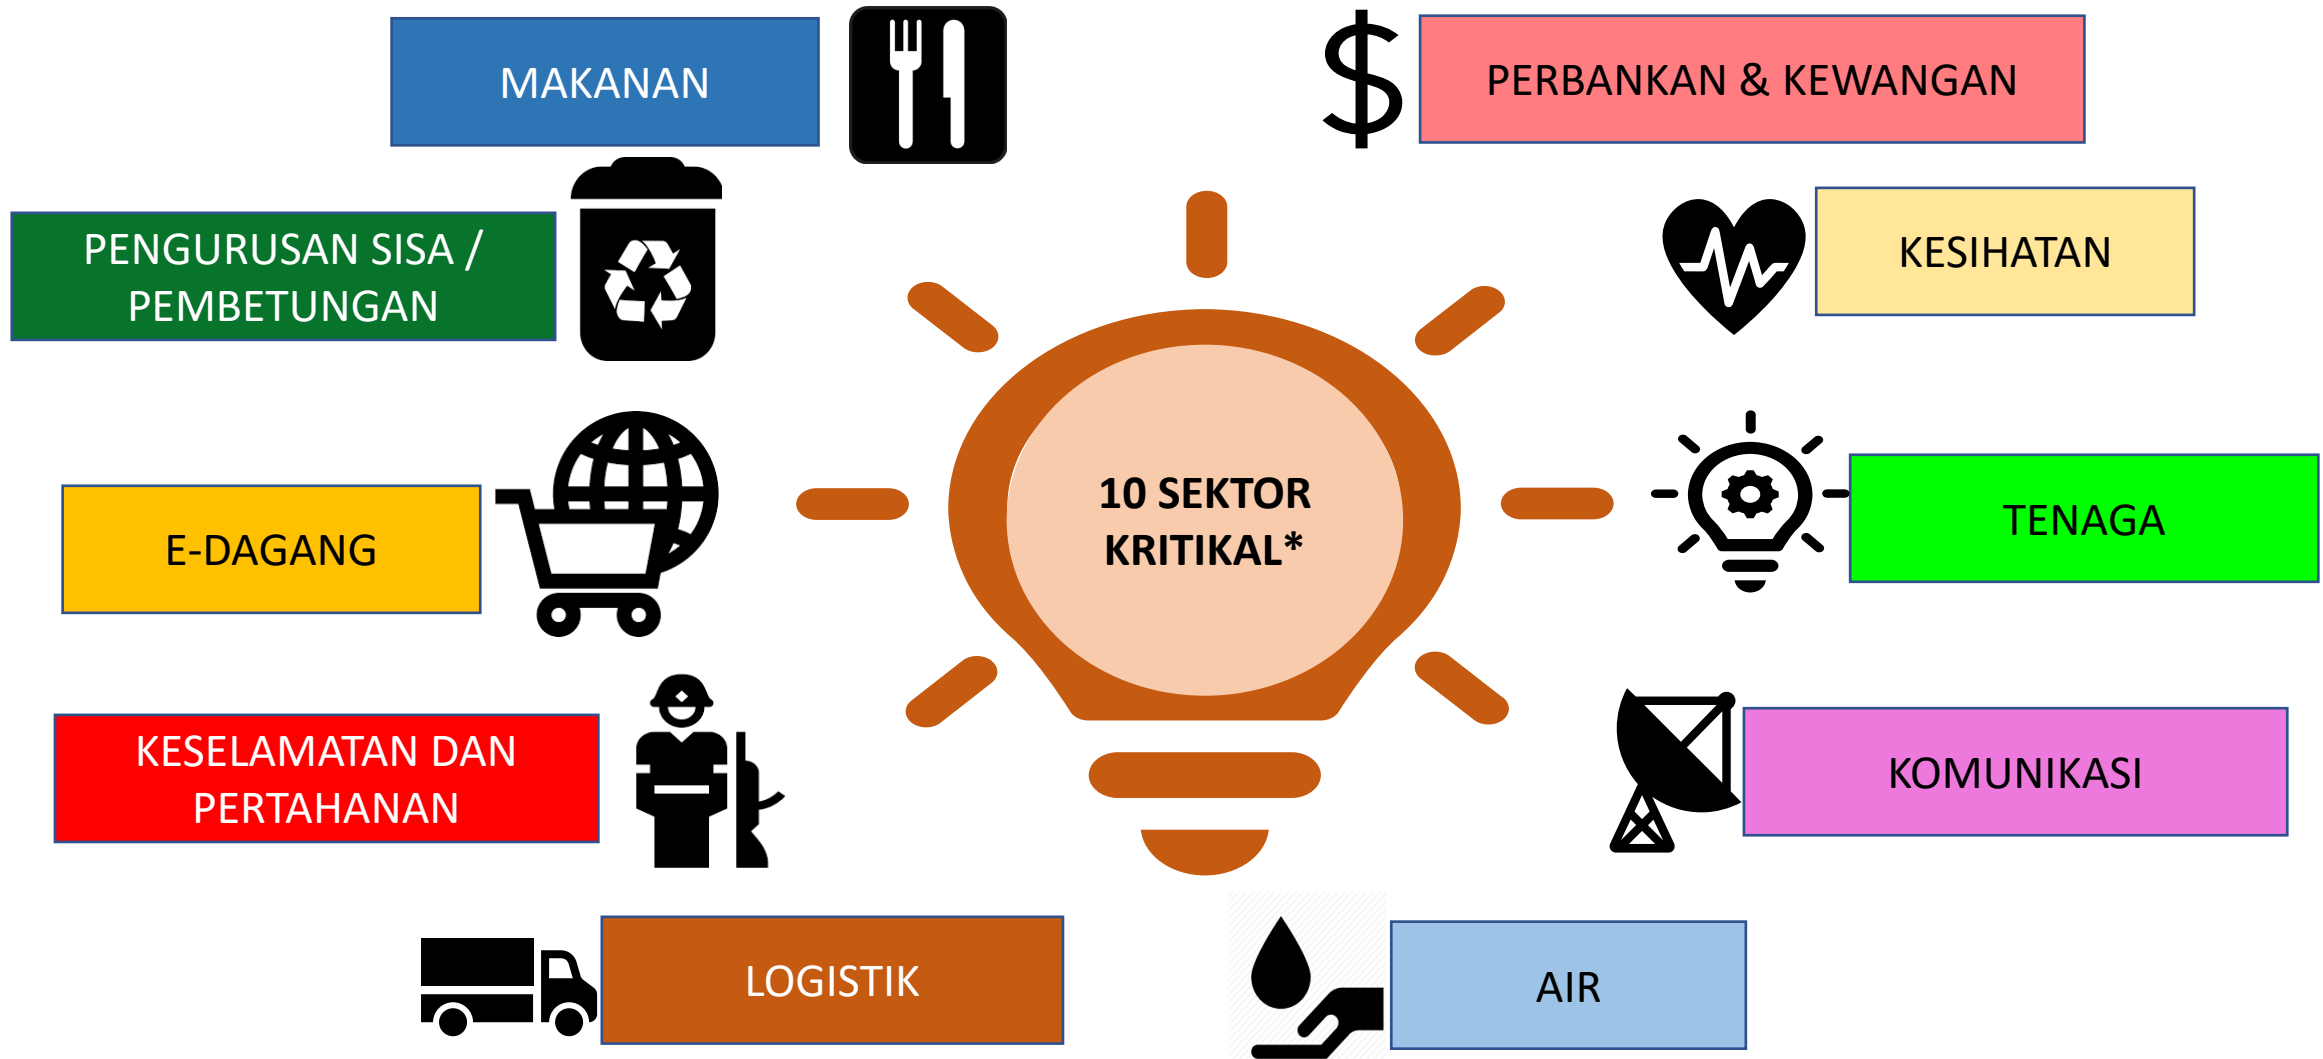 MAKANAN
PERBANKAN & KEWANGAN
PENGURUSAN SISA /
PEMBETUNGAN
KESIHATAN
10 SEKTOR
KRITIKAL*
E-DAGANG
TENAGA
KESELAMATAN DAN
PERTAHANAN
KOMUNIKASI
LOGISTIK
AIR